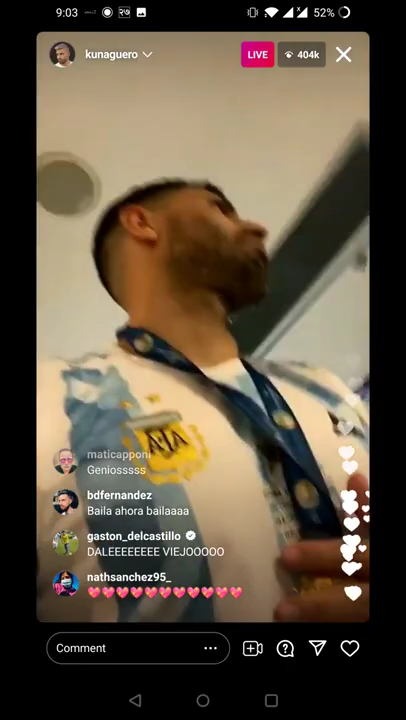 9:03
52%
kunaguero
LIVE
404k
AFA
maticapponi
Geniosssss
bdfernandez
Baila ahora bailaaaa
gaston_delcastillo
DALEEEEEEEE VIEJOOOOO
nathsanchez95_
💖💖💖💖💖💖💖💖💖💖💖
Comment